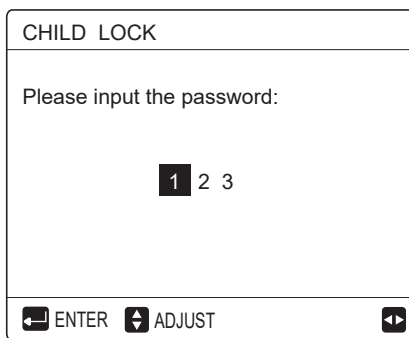 CHILD LOCK
Please input the password:
1 2 3
ENTER ADJUST